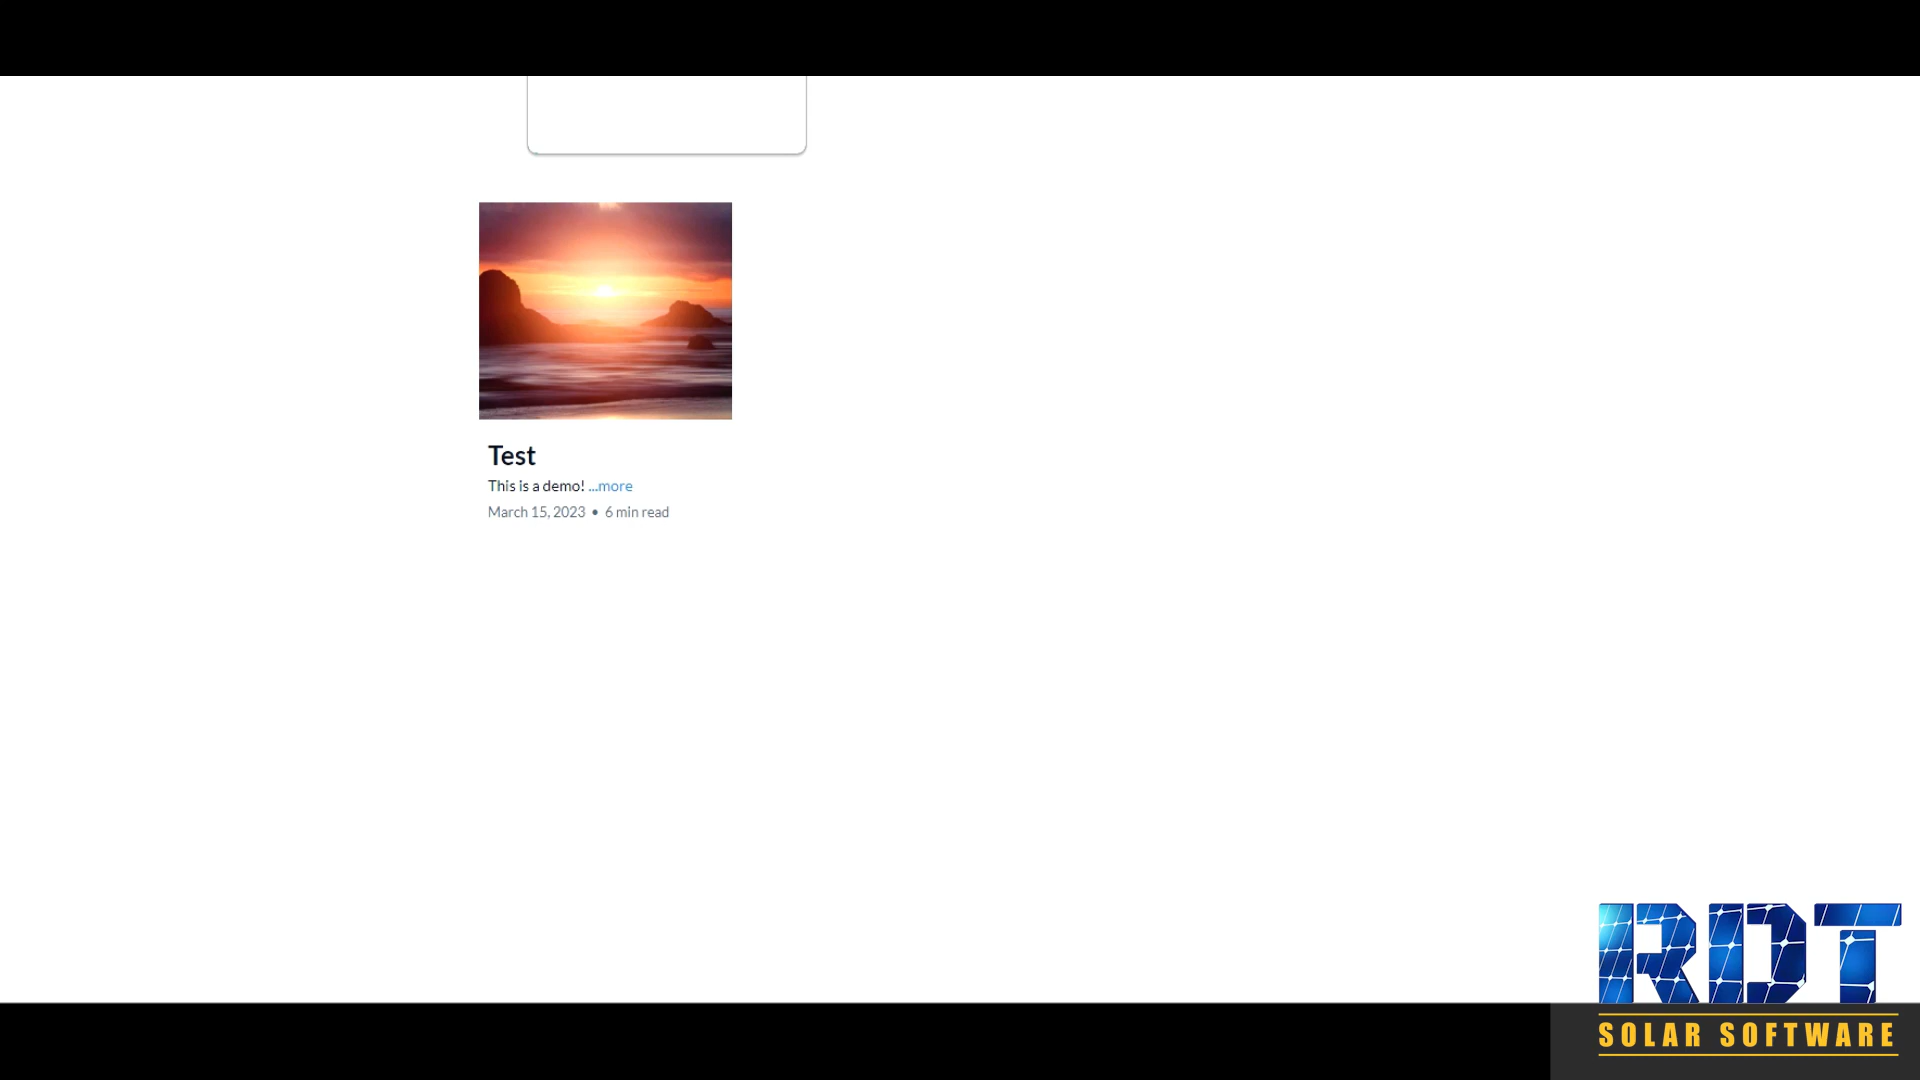 Test
This is a demo! ...more
March 15, 2023 • 6 min read
RDT
SOLAR SOFTWARE